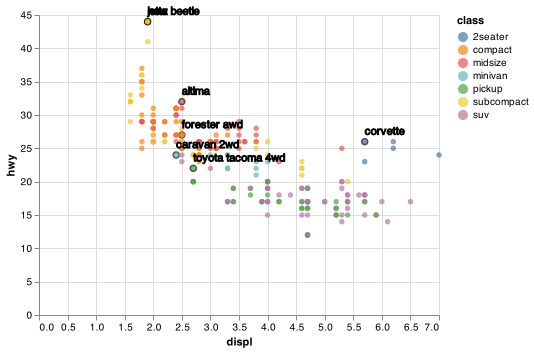 45
40
35
30
25
20
15
10
5
0
hwy
beetle
altima
forester awd
caravan 2wd
toyota tacoma 4wd
corvette
0.0 0.5 1.0 1.5 2.0 2.5 3.0 3.5 4.0 4.5 5.0 5.5 6.0 6.5 7.0
displ
class
2seater
compact
midsize
minivan
pickup
subcompact
suv